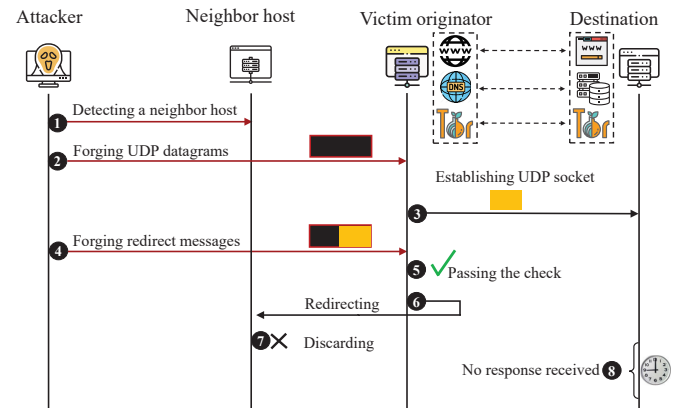 Attacker
Neighbor host
Victim originator
Destination
WWW
WWW
DNS
Tor
Tor
1 Detecting a neighbor host
2 Forging UDP datagrams
Establishing UDP socket
3
4 Forging redirect messages
5 Passing the check
Redirecting 6
7 Discarding
No response received 8